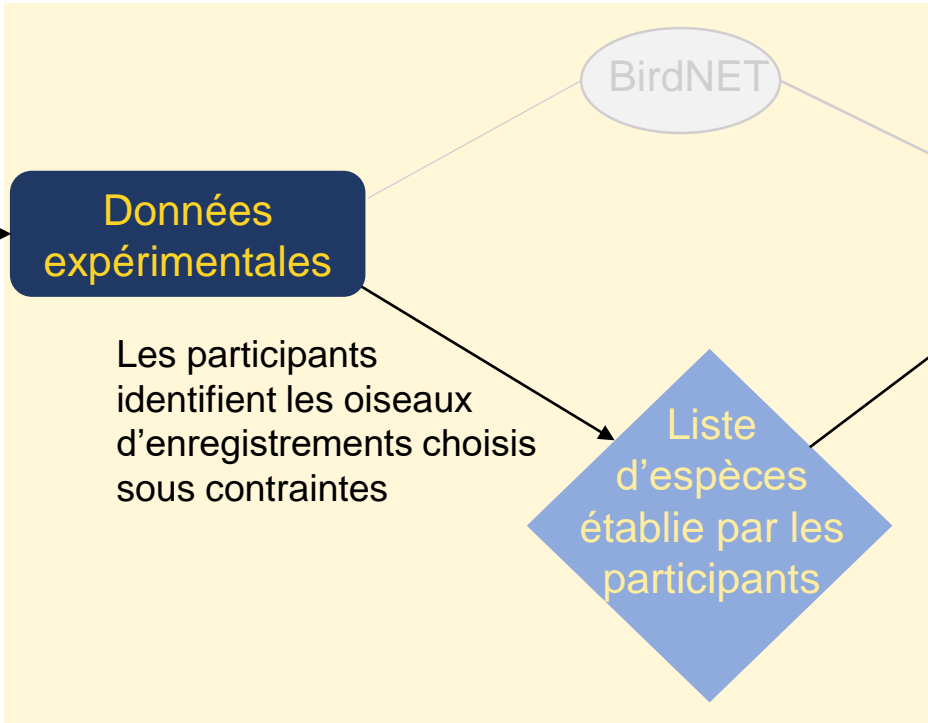 BirdNET
Données
expérimentales
Les participants
identifient les oiseaux
d’enregistrements choisis
sous contraintes
Liste
d’espèces
établie par les
participants